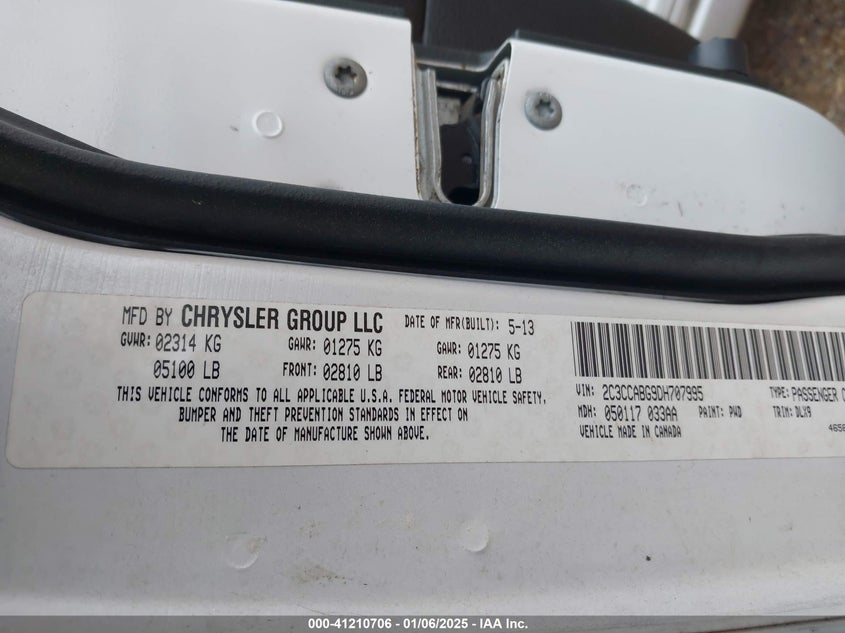 MFD BY CHRYSLER GROUP LLC DATE OF MFR(BUILT): 5-13
GVWR: 02314 KG GAWR: 01275 KG GAWR: 01275 KG
05100 LB FRONT: 02810 LB REAR: 02810 LB
THIS VEHICLE CONFORMS TO ALL APPLICABLE U.S.A. FEDERAL MOTOR VEHICLE SAFETY,
BUMPER AND THEFT PREVENTION STANDARDS IN EFFECT ON
THE DATE OF MANUFACTURE SHOWN ABOVE.
VIN: 2C3CCABG9DH707995 TYPE: PASSENGER C
MDH: 050117 033AA PAINT: PWD TRIM: DLX9
VEHICLE MADE IN CANADA 4658
000-41210706 — 01/06/2025 — IAA Inc.